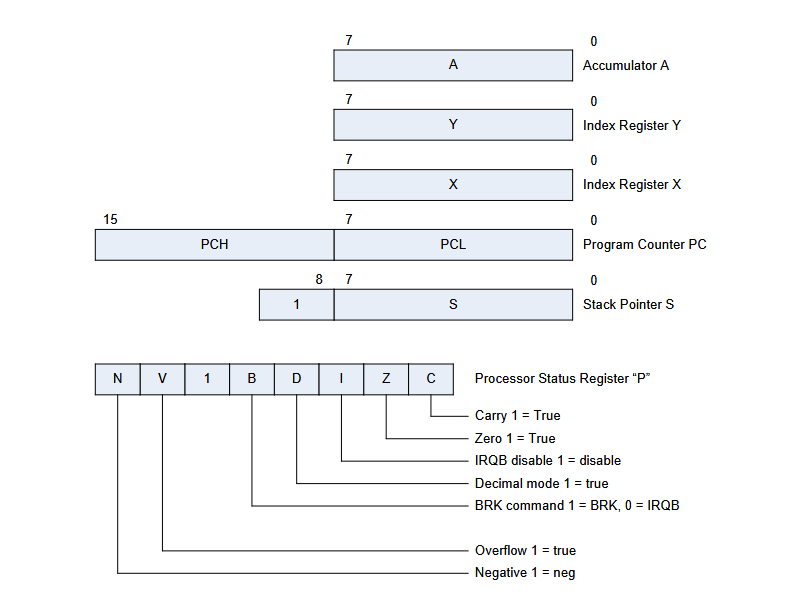 7 0
A Accumulator A
7 0
Y Index Register Y
7 0
X Index Register X
15 7 0
PCH PCL Program Counter PC
8 7 0
1 S Stack Pointer S
N V 1 B D I Z C Processor Status Register “P”
Carry 1 = True
Zero 1 = True
IRQB disable 1 = disable
Decimal mode 1 = true
BRK command 1 = BRK, 0 = IRQB
Overflow 1 = true
Negative 1 = neg